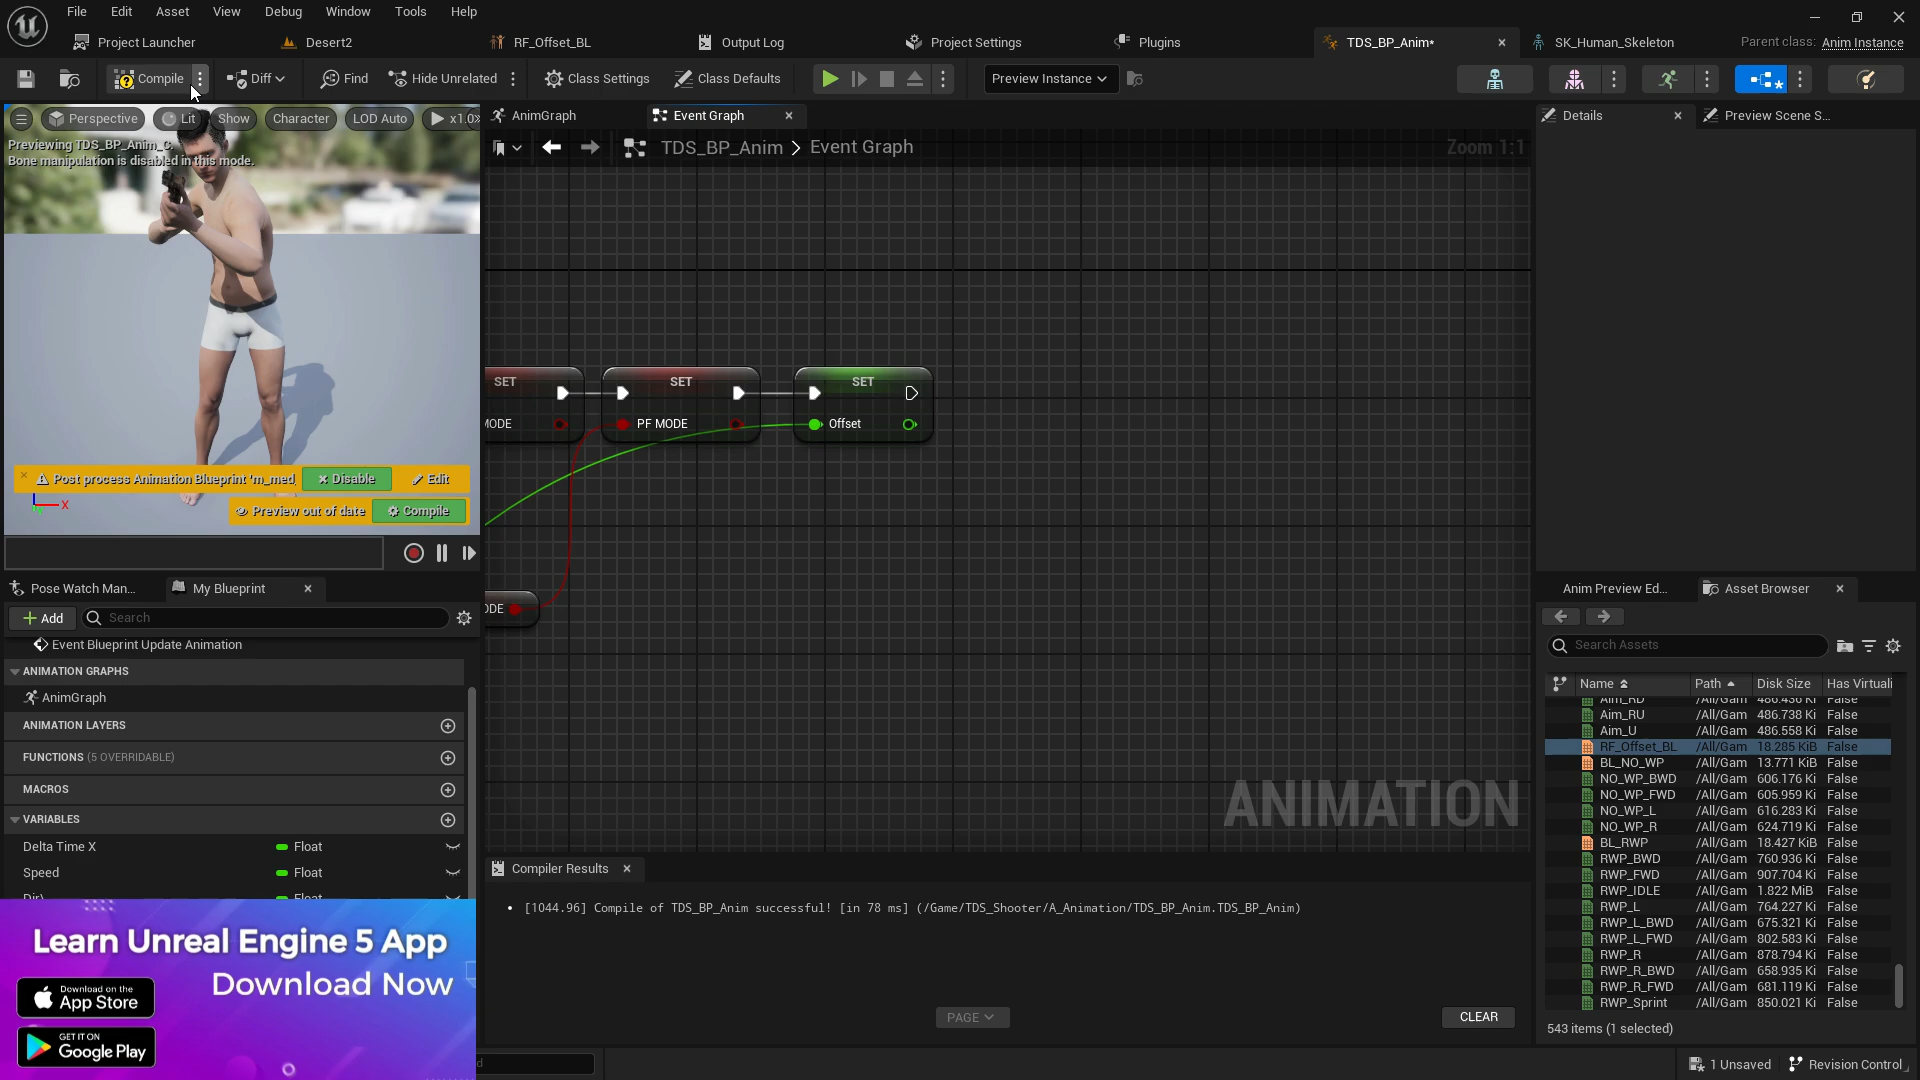 File Edit Asset View Debug Window Tools Help
Project Launcher Desert2 RF_Offset_BL Output Log Project Settings Plugins TDS_BP_Anim* SK_Human_Skeleton Parent class: Anim Instance
Compile Diff Find Hide Unrelated Class Settings Class Defaults Preview Instance
Perspective Lit Show Character LOD Auto x1.0
Previewing TDS_BP_Anim_C.
Bone manipulation is disabled in this mode.
Post process Animation Blueprint 'm_med Disable Edit
Preview out of date Compile
X
AnimGraph Event Graph
TDS_BP_Anim > Event Graph Zoom 1:1
SET SET SET
MODE PF MODE Offset
ODE
ANIMATION
Pose Watch Man... My Blueprint
Add Search
Event Blueprint Update Animation
ANIMATION GRAPHS
AnimGraph
ANIMATION LAYERS
FUNCTIONS (5 OVERRIDABLE)
MACROS
VARIABLES
Delta Time X Float
Speed Float
Learn Unreal Engine 5 App
Download Now
Download on the
App Store
GET IT ON
Google Play
Compiler Results
[1044.96] Compile of TDS_BP_Anim successful! [in 78 ms] (/Game/TDS_Shooter/A_Animation/TDS_BP_Anim.TDS_BP_Anim)
PAGE CLEAR
Details Preview Scene S...
Anim Preview Ed... Asset Browser
Search Assets
Name Path Disk Size Has Virtuali
Aim_RD /All/Gam 486.436 Ki False
Aim_RU /All/Gam 486.738 Ki False
Aim_U /All/Gam 486.558 Ki False
RF_Offset_BL /All/Gam 18.285 KiB False
BL_NO_WP /All/Gam 13.771 KiB False
NO_WP_BWD /All/Gam 606.176 Ki False
NO_WP_FWD /All/Gam 605.959 Ki False
NO_WP_L /All/Gam 616.283 Ki False
NO_WP_R /All/Gam 624.719 Ki False
BL_RWP /All/Gam 18.427 KiB False
RWP_BWD /All/Gam 760.936 Ki False
RWP_FWD /All/Gam 907.704 Ki False
RWP_IDLE /All/Gam 1.822 MiB False
RWP_L /All/Gam 764.227 Ki False
RWP_L_BWD /All/Gam 675.321 Ki False
RWP_L_FWD /All/Gam 802.583 Ki False
RWP_R /All/Gam 878.794 Ki False
RWP_R_BWD /All/Gam 658.935 Ki False
RWP_R_FWD /All/Gam 681.119 Ki False
RWP_Sprint /All/Gam 850.021 Ki False
543 items (1 selected)
1 Unsaved Revision Control